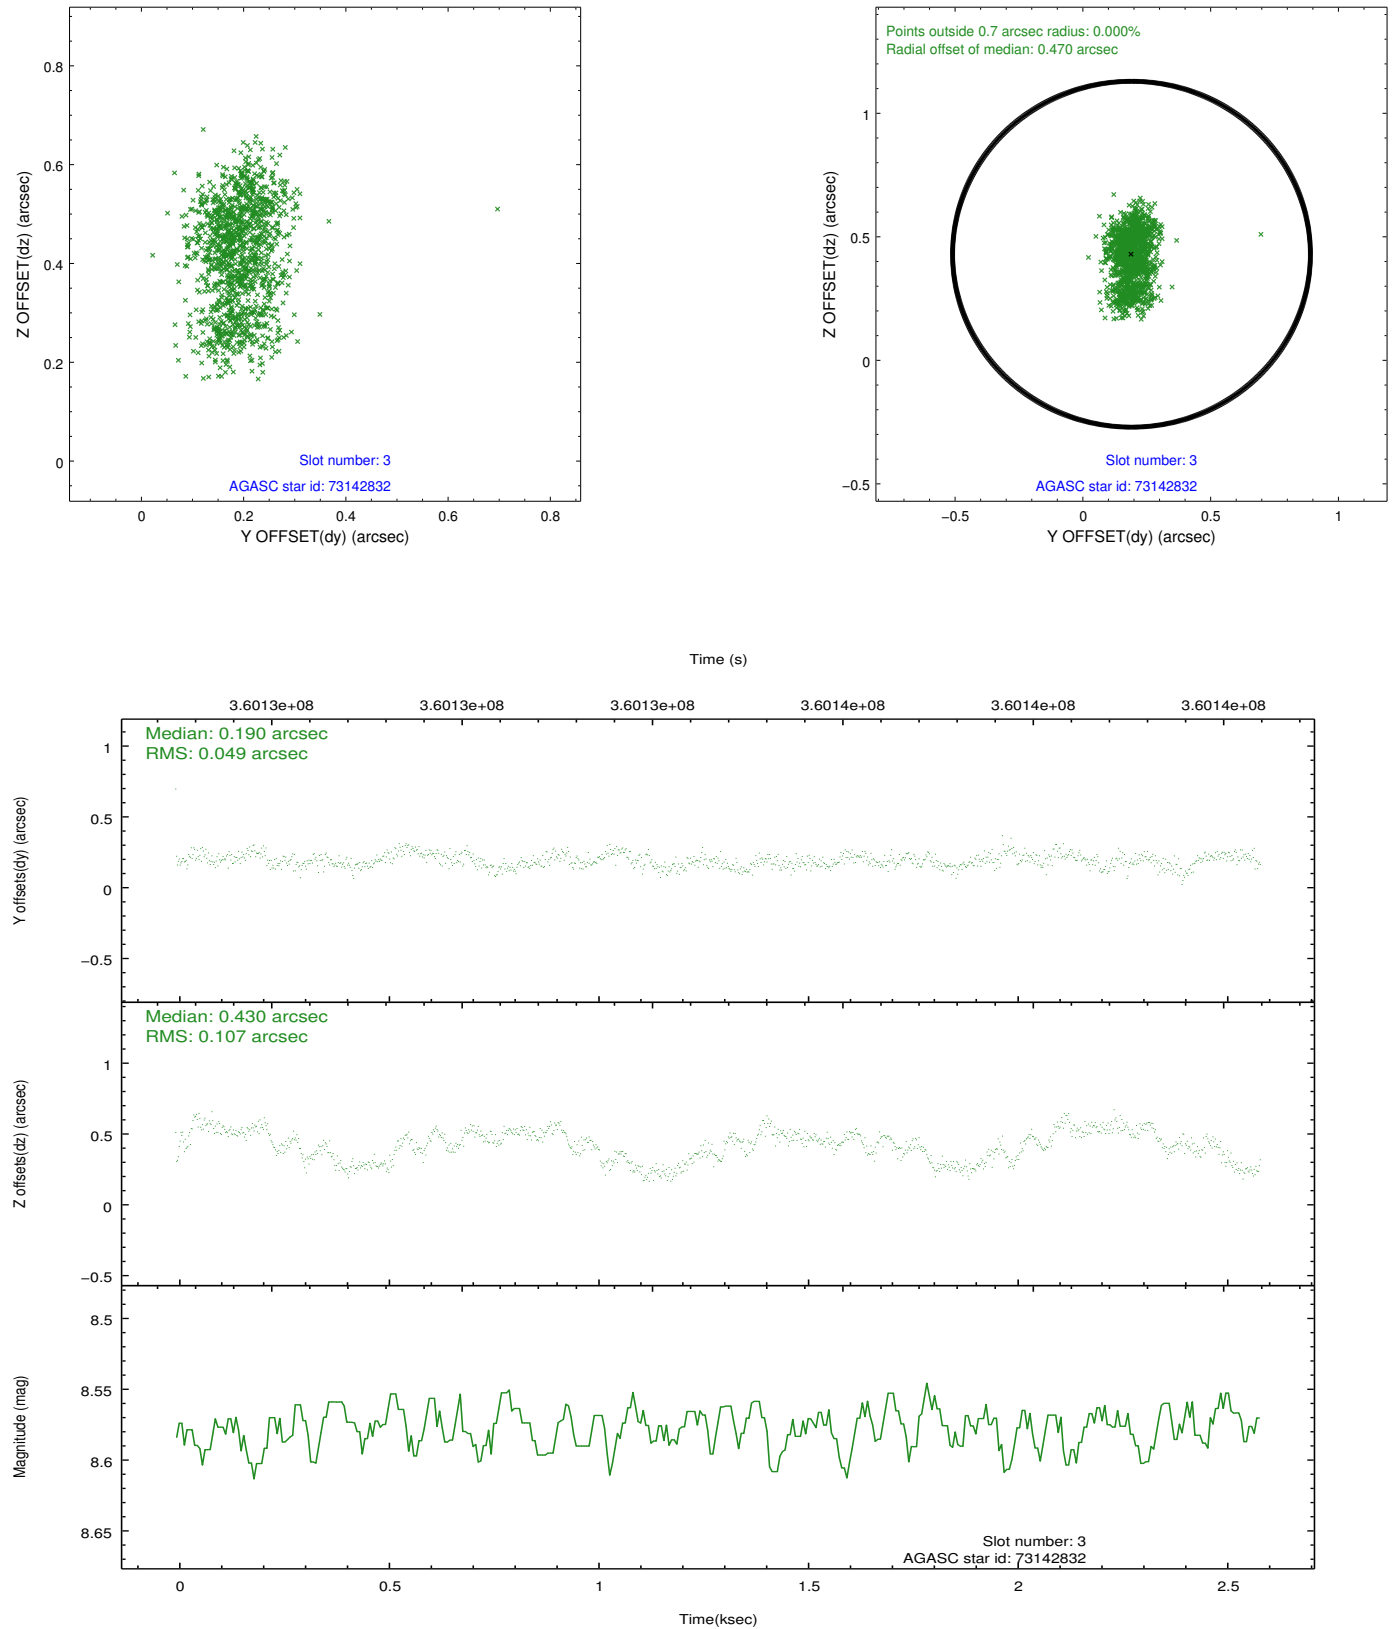 0.8
0.6
0.4
0.2
0
Z OFFSET(dz) (arcsec)
0 0.2 0.4 0.6 0.8
Y OFFSET(dy) (arcsec)
Slot number: 3
AGASC star id: 73142832
Points outside 0.7 arcsec radius: 0.000%
Radial offset of median: 0.470 arcsec
1
0.5
0
−0.5
Z OFFSET(dz) (arcsec)
Slot number: 3
AGASC star id: 73142832
−0.5 0 0.5 1
Y OFFSET(dy) (arcsec)
Time (s)
3.6013e+08 3.6013e+08 3.6013e+08 3.6014e+08 3.6014e+08 3.6014e+08
Median: 0.190 arcsec
RMS: 0.049 arcsec
1
0.5
0
−0.5
Y offsets(dy) (arcsec)
Median: 0.430 arcsec
RMS: 0.107 arcsec
1
0.5
0
−0.5
Z offsets(dz) (arcsec)
8.5
8.55
8.6
8.65
Magnitude (mag)
Slot number: 3
AGASC star id: 73142832
0 0.5 1 1.5 2 2.5
Time(ksec)